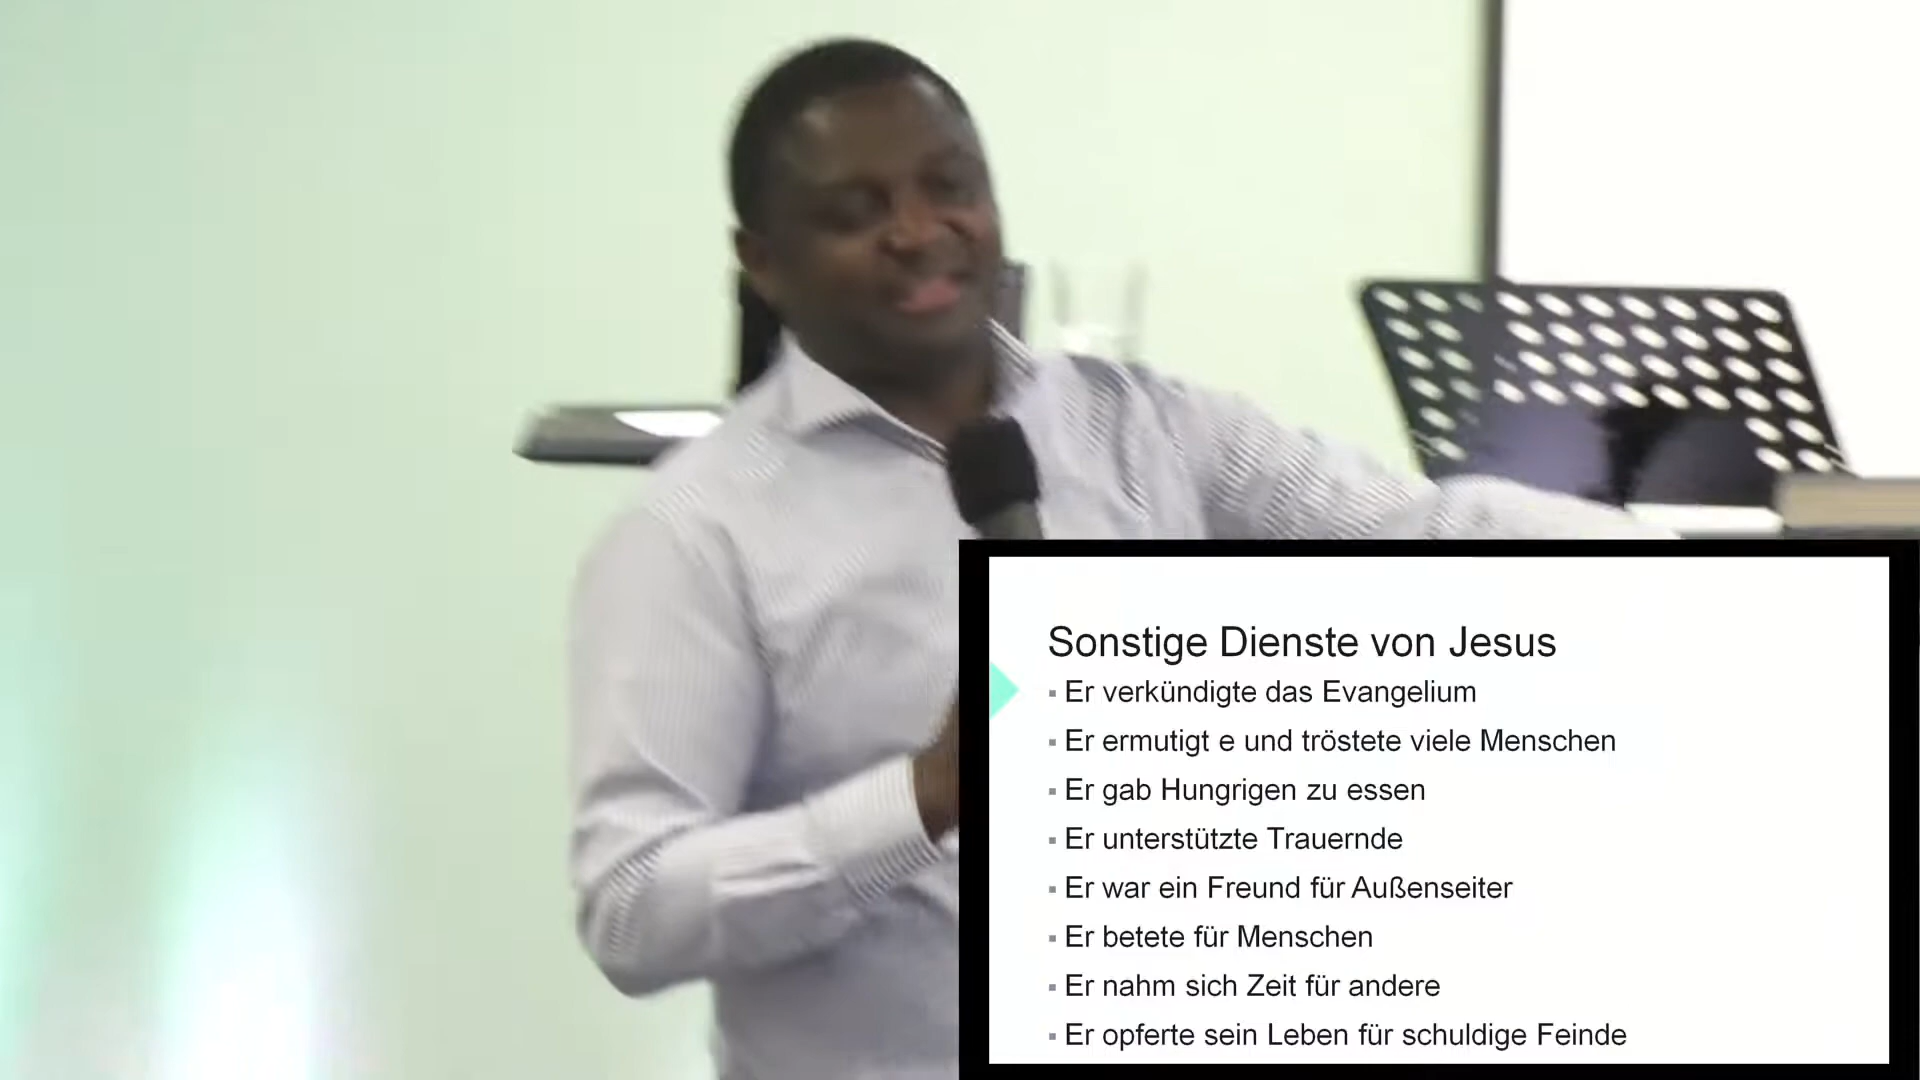 Sonstige Dienste von Jesus
▪ Er verkündigte das Evangelium
▪ Er ermutigt e und tröstete viele Menschen
▪ Er gab Hungrigen zu essen
▪ Er unterstützte Trauernde
▪ Er war ein Freund für Außenseiter
▪ Er betete für Menschen
▪ Er nahm sich Zeit für andere
▪ Er opferte sein Leben für schuldige Feinde